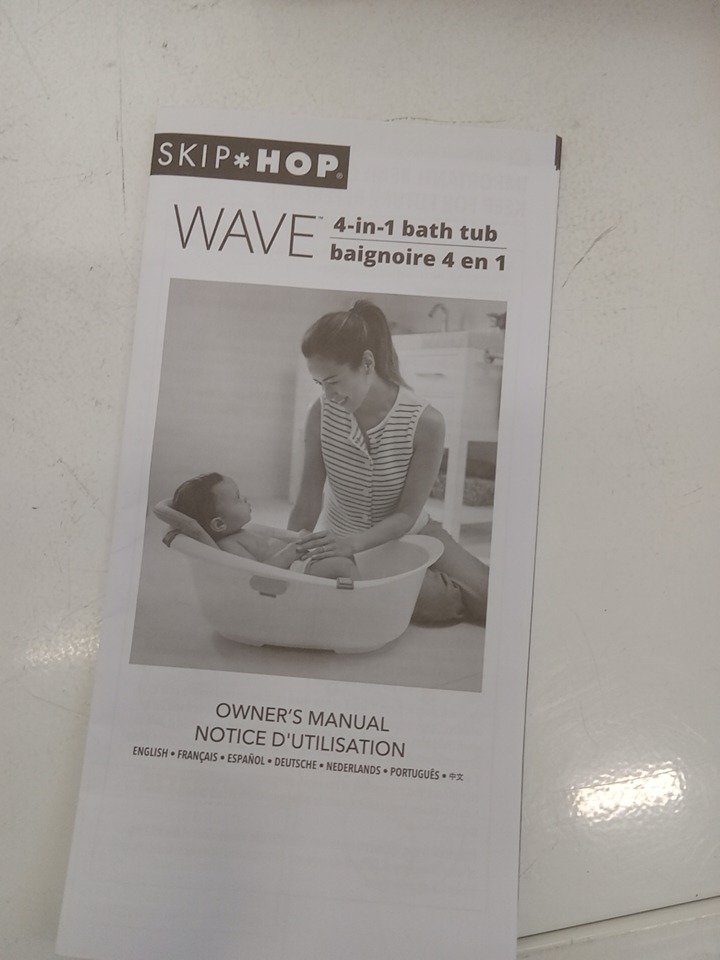 SKIP*HOP®
WAVE™
4-in-1 bath tub
baignoire 4 en 1
OWNER'S MANUAL
NOTICE D'UTILISATION
ENGLISH • FRANÇAIS • ESPAÑOL • DEUTSCHE • NEDERLANDS • PORTUGUÊS • 中文